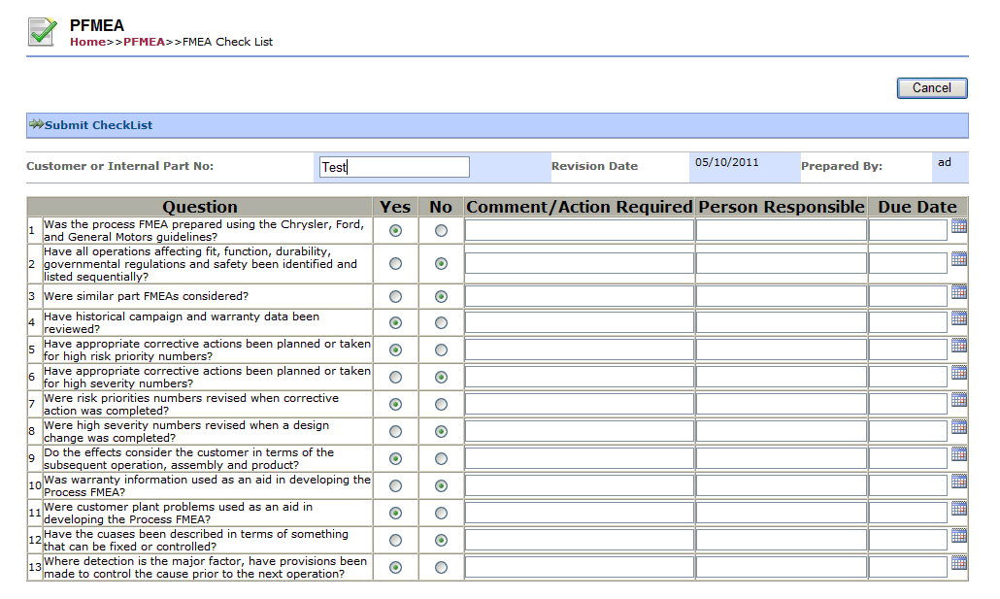 PFMEA
Home>>PFMEA>>FMEA Check List
Cancel
Submit CheckList
Customer or Internal Part No: Test Revision Date 05/10/2011 Prepared By: ad
Question Yes No Comment/Action Required Person Responsible Due Date
1 Was the process FMEA prepared using the Chrysler, Ford,
and General Motors guidelines?
2 Have all operations affecting fit, function, durability,
governmental regulations and safety been identified and
listed sequentially?
3 Were similar part FMEAs considered?
4 Have historical campaign and warranty data been
reviewed?
5 Have appropriate corrective actions been planned or taken
for high risk priority numbers?
6 Have appropriate corrective actions been planned or taken
for high severity numbers?
7 Were risk priorities numbers revised when corrective
action was completed?
8 Were high severity numbers revised when a design
change was completed?
9 Do the effects consider the customer in terms of the
subsequent operation, assembly and product?
10 Was warranty information used as an aid in developing the
Process FMEA?
11 Were customer plant problems used as an aid in
developing the Process FMEA?
12 Have the cuases been described in terms of something
that can be fixed or controlled?
13 Where detection is the major factor, have provisions been
made to control the cause prior to the next operation?